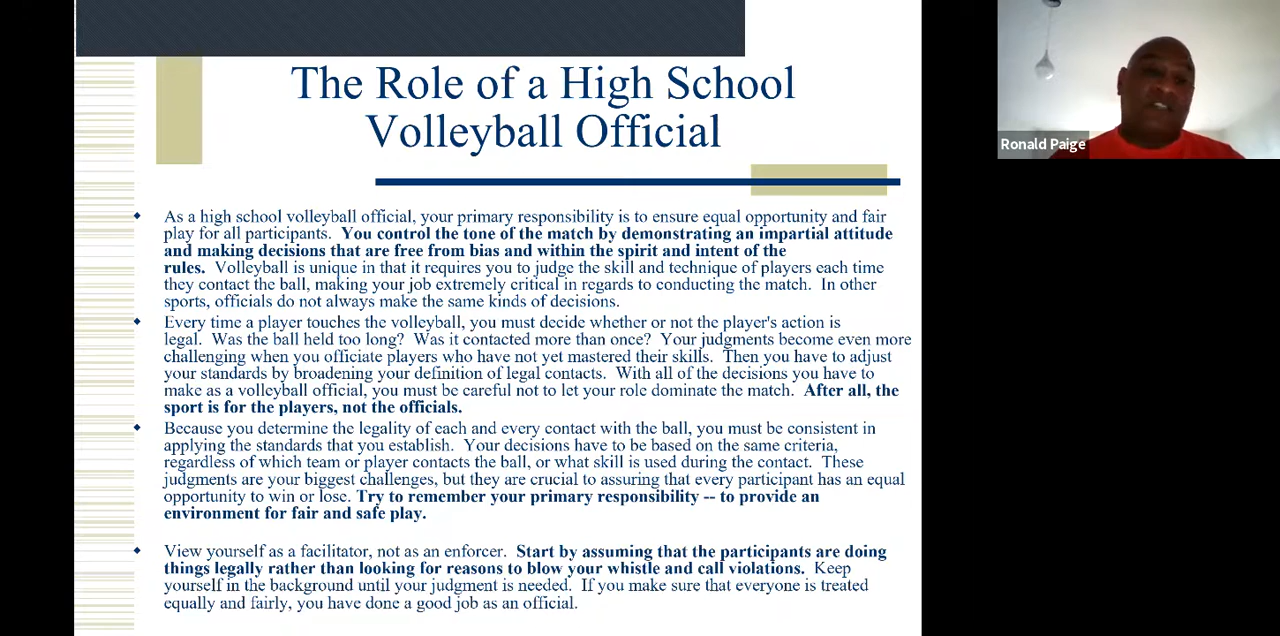 The Role of a High School
Volleyball Official
Ronald Paige
As a high school volleyball official, your primary responsibility is to ensure equal opportunity and fair
play for all participants. You control the tone of the match by demonstrating an impartial attitude
and making decisions that are free from bias and within the spirit and intent of the
rules. Volleyball is unique in that it requires you to judge the skill and technique of players each time
they contact the ball, making your job extremely critical in regards to conducting the match. In other
sports, officials do not always make the same kinds of decisions.
Every time a player touches the volleyball, you must decide whether or not the player's action is
legal. Was the ball held too long? Was it contacted more than once? Your judgments become even more
challenging when you officiate players who have not yet mastered their skills. Then you have to adjust
your standards by broadening your definition of legal contacts. With all of the decisions you have to
make as a volleyball official, you must be careful not to let your role dominate the match. After all, the
sport is for the players, not the officials.
Because you determine the legality of each and every contact with the ball, you must be consistent in
applying the standards that you establish. Your decisions have to be based on the same criteria,
regardless of which team or player contacts the ball, or what skill is used during the contact. These
judgments are your biggest challenges, but they are crucial to assuring that every participant has an equal
opportunity to win or lose. Try to remember your primary responsibility -- to provide an
environment for fair and safe play.
View yourself as a facilitator, not as an enforcer. Start by assuming that the participants are doing
things legally rather than looking for reasons to blow your whistle and call violations. Keep
yourself in the background until your judgment is needed. If you make sure that everyone is treated
equally and fairly, you have done a good job as an official.